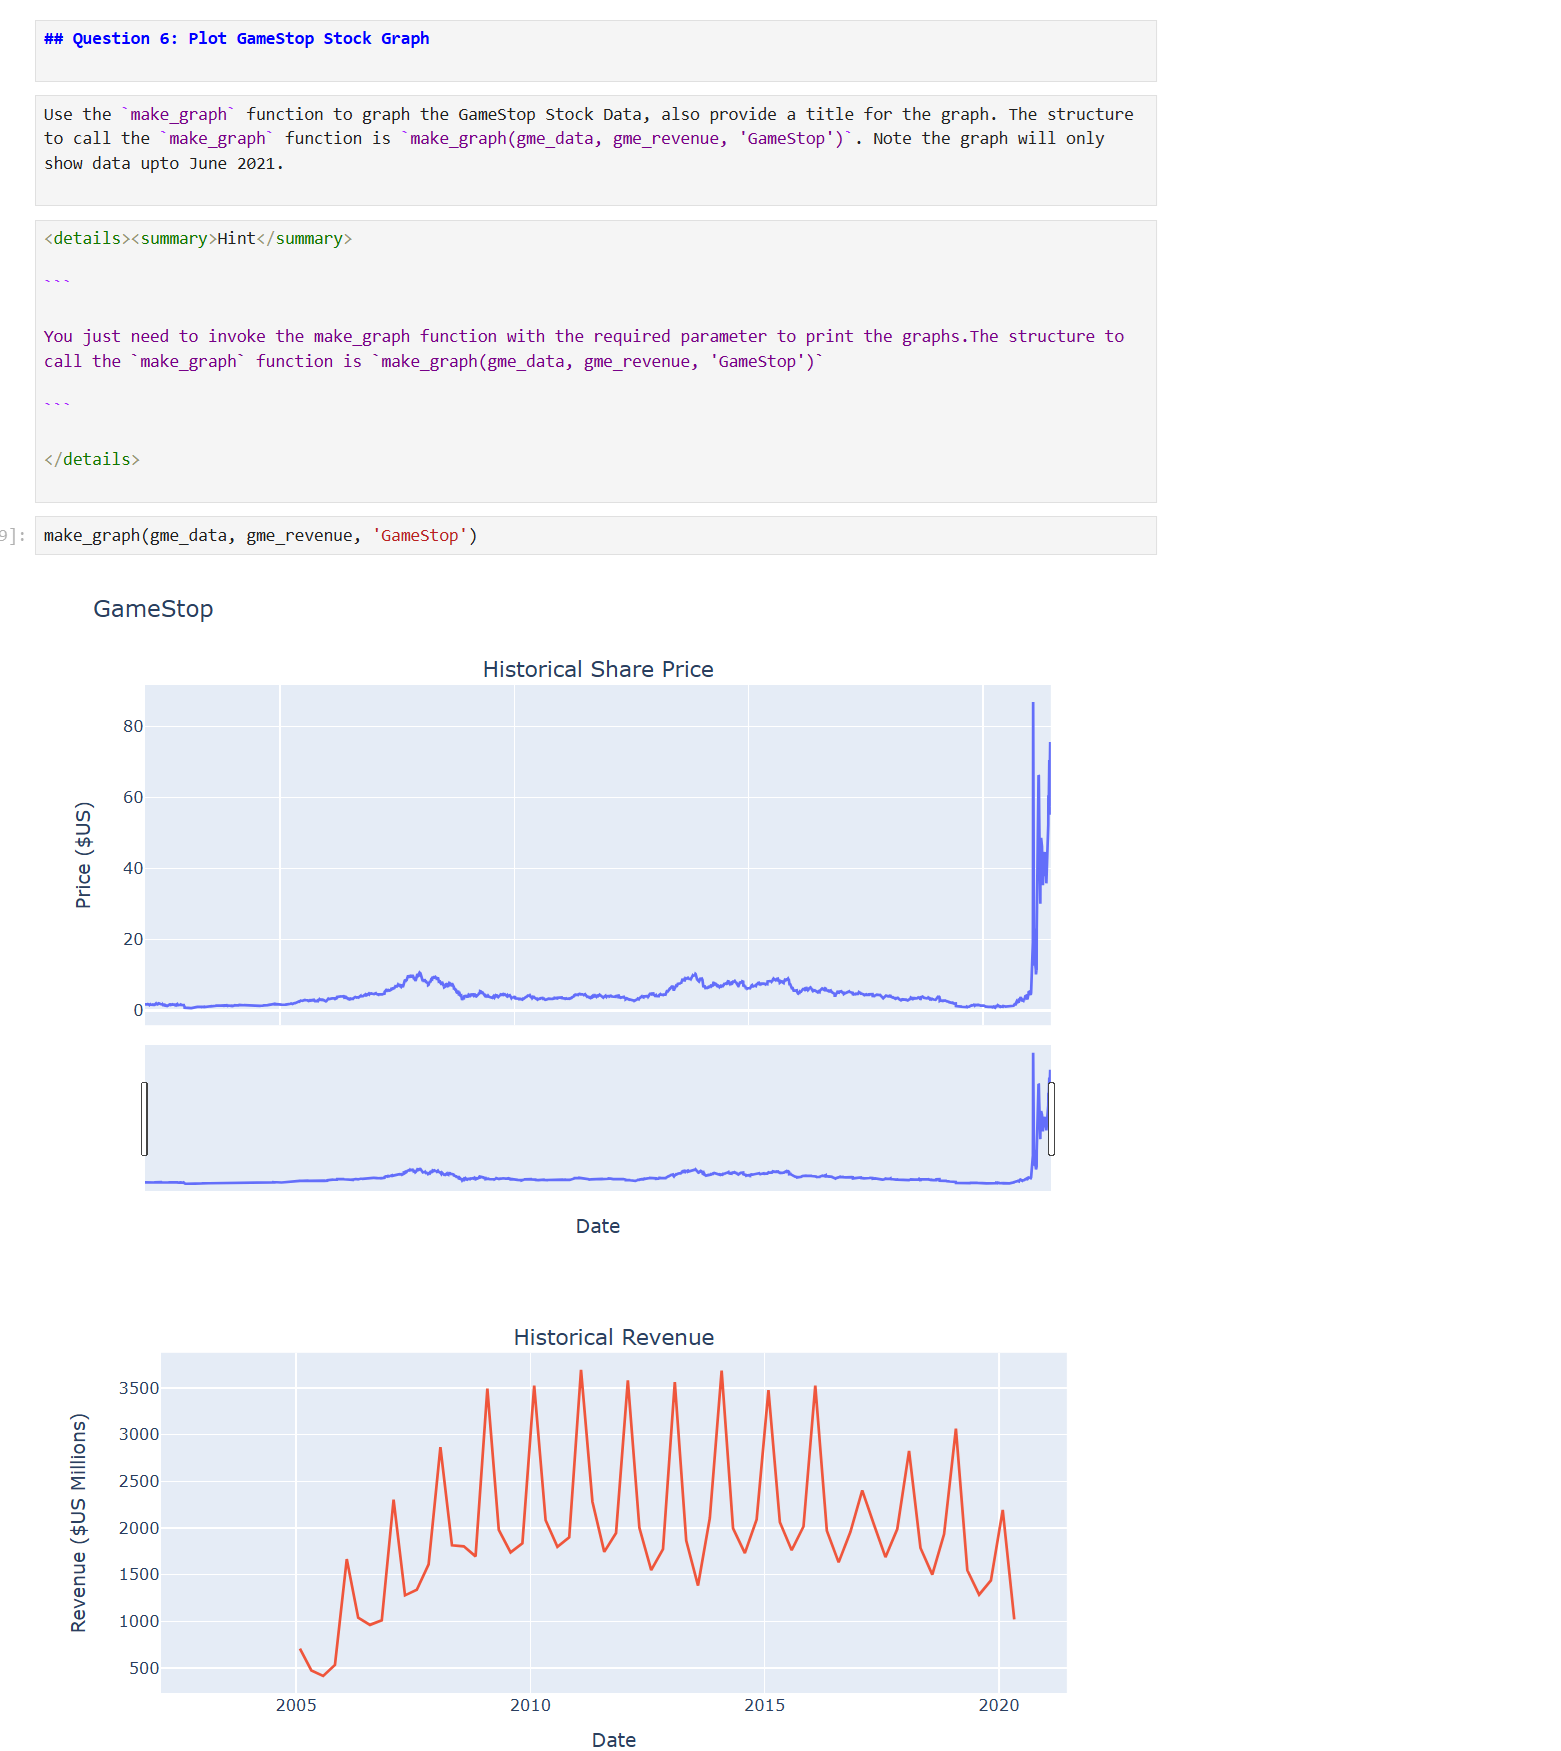 ## Question 6: Plot GameStop Stock Graph
Use the `make_graph` function to graph the GameStop Stock Data, also provide a title for the graph. The structure
to call the `make_graph` function is `make_graph(gme_data, gme_revenue, 'GameStop')`. Note the graph will only
show data upto June 2021.
<details><summary>Hint</summary>
```
You just need to invoke the make_graph function with the required parameter to print the graphs.The structure to
call the `make_graph` function is `make_graph(gme_data, gme_revenue, 'GameStop')`
```
</details>
9]:
make_graph(gme_data, gme_revenue, 'GameStop')
GameStop
Historical Share Price
80
60
40
20
0
Price ($US)
Date
Historical Revenue
3500
3000
2500
2000
1500
1000
500
Revenue ($US Millions)
2005
2010
2015
2020
Date